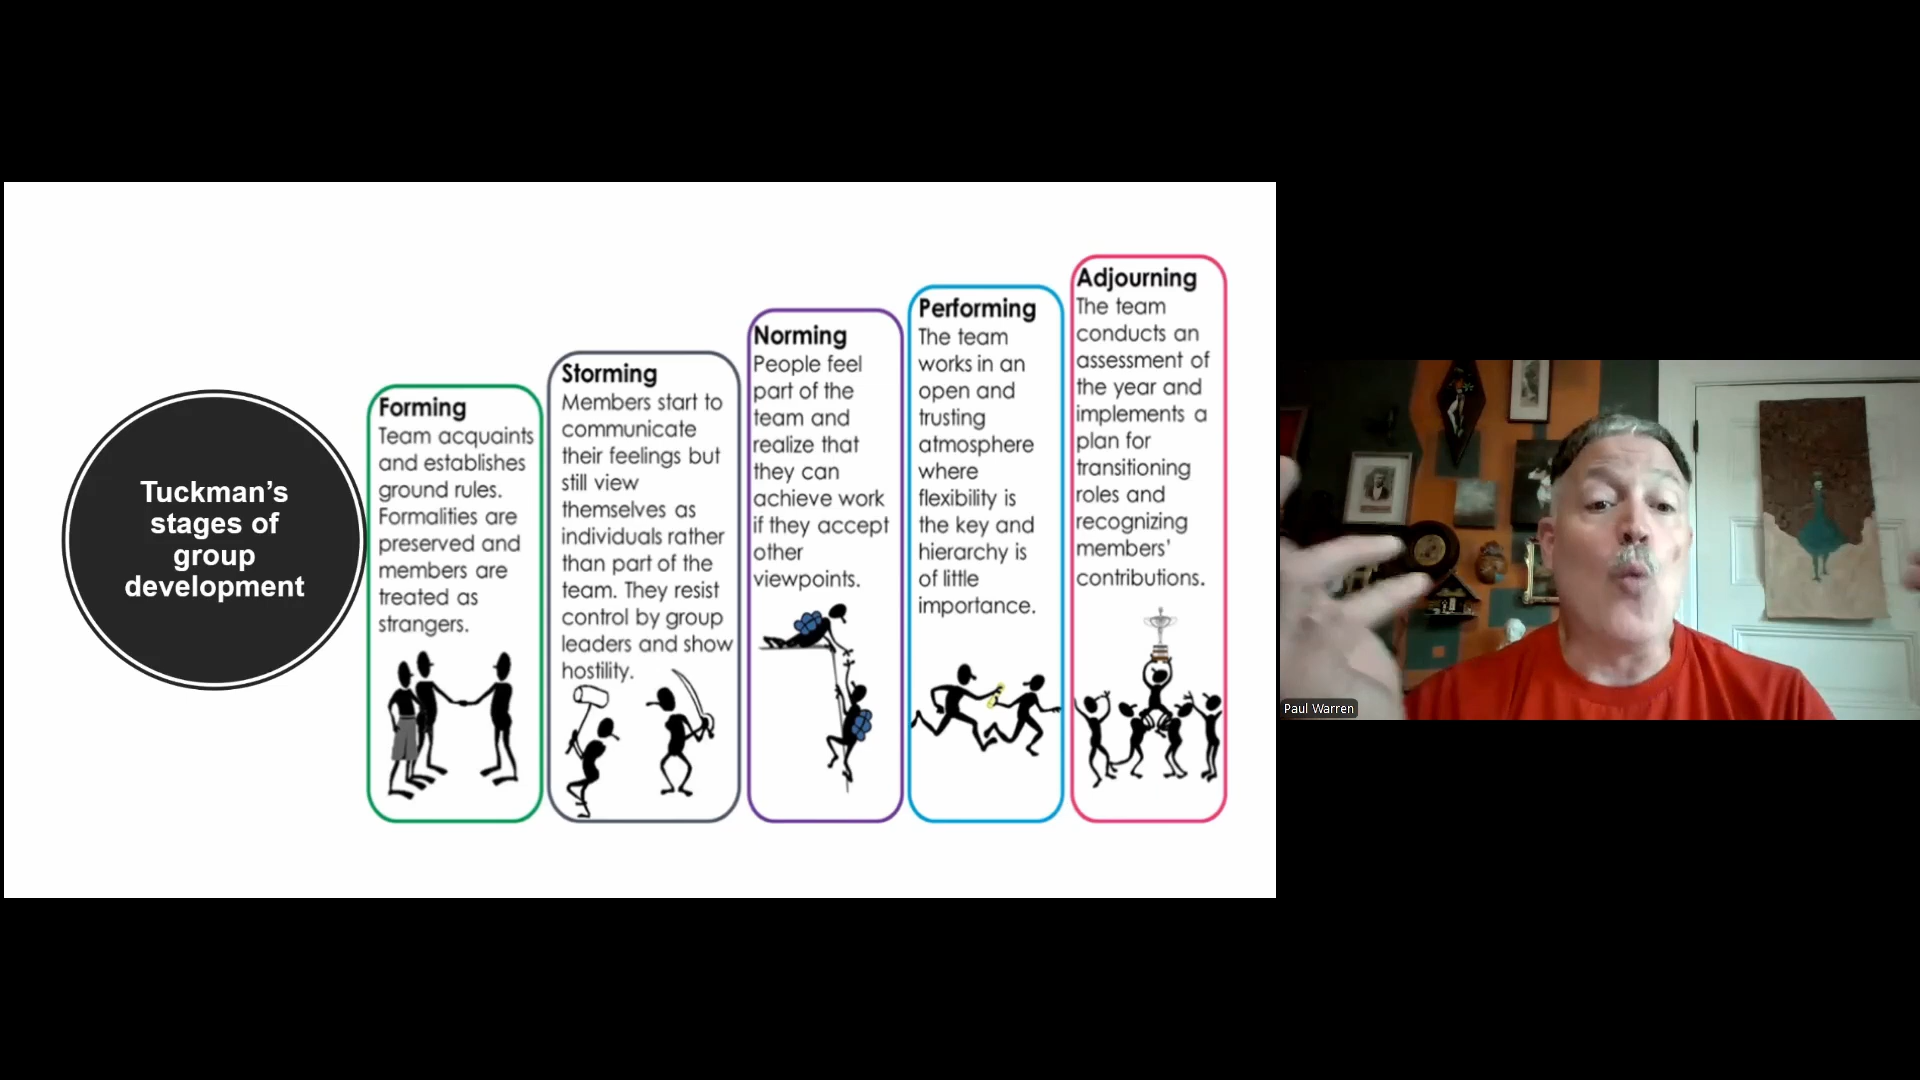 Tuckman’s
stages of
group
development
Forming
Team acquaints
and establishes
ground rules.
Formalities are
preserved and
members are
treated as
strangers.
Storming
Members start to
communicate
their feelings but
still view
themselves as
individuals rather
than part of the
team. They resist
control by group
leaders and show
hostility.
Norming
People feel
part of the
team and
realize that
they can
achieve work
if they accept
other
viewpoints.
Performing
The team
works in an
open and
trusting
atmosphere
where
flexibility is
the key and
hierarchy is
of little
importance.
Adjourning
The team
conducts an
assessment of
the year and
implements a
plan for
transitioning
roles and
recognizing
members’
contributions.
Paul Warren